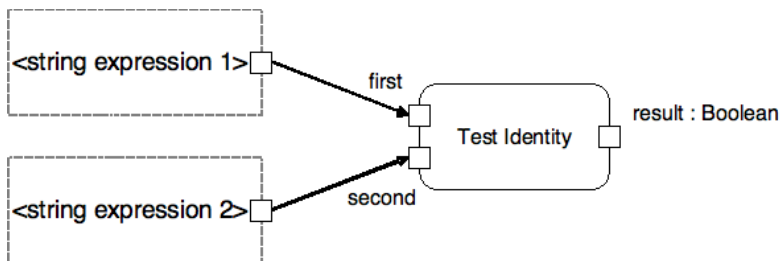 <string expression 1>
first
Test Identity
result : Boolean
second
<string expression 2>